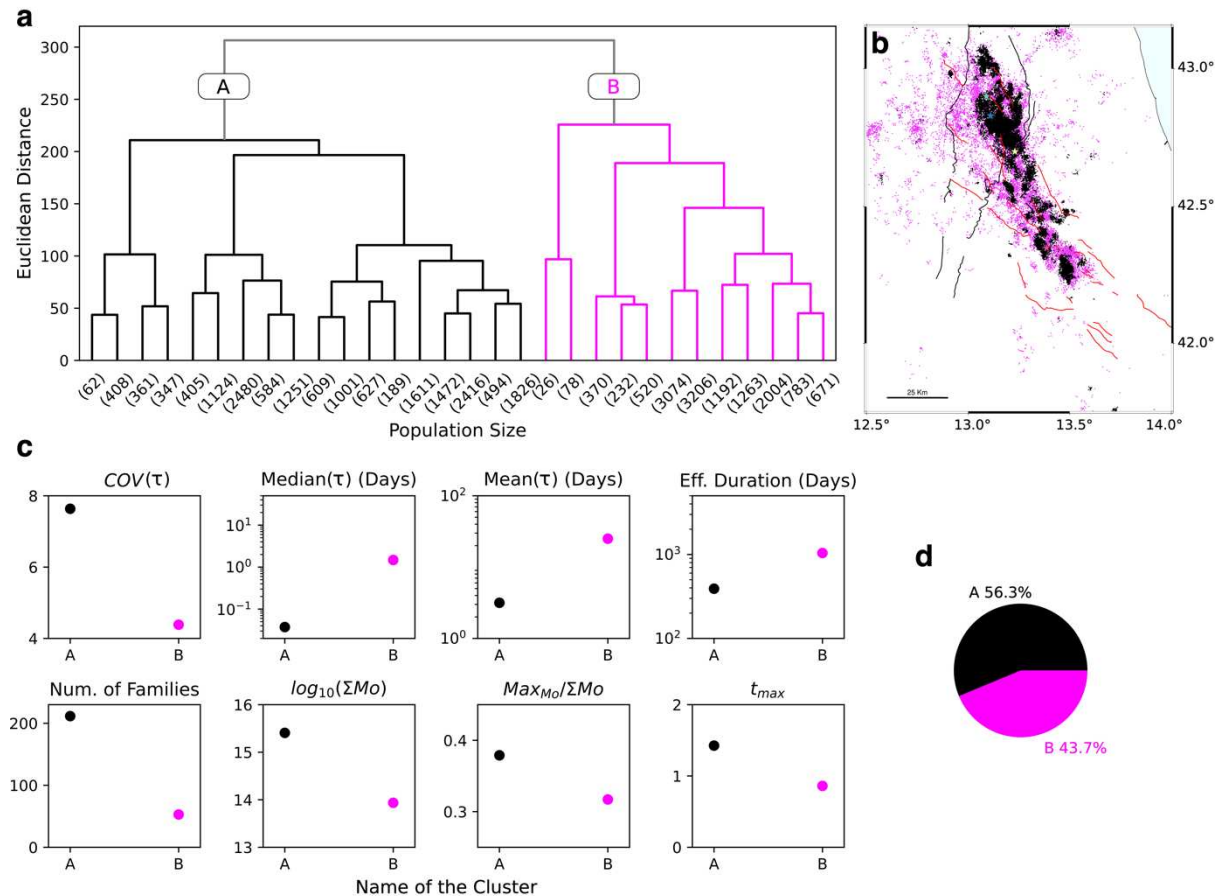 a
300
250
200
150
100
50
0
Euclidean Distance
A
B
(62) (408) (361) (347) (405) (1124) (2480) (584) (1251) (609) (1001) (627) (189) (1611) (1472) (2416) (494) (1826) (26) (78) (370) (232) (520) (3074) (3206) (1192) (1263) (2004) (783) (671)
Population Size
b
43.0°
42.5°
42.0°
25 Km
12.5° 13.0° 13.5° 14.0°
c
COV(τ)
8
6
4
A B
Median(τ) (Days)
10¹
10⁰
10⁻¹
A B
Mean(τ) (Days)
10²
10¹
10⁰
A B
Eff. Duration (Days)
10³
10²
A B
Num. of Families
200
100
0
A B
log₁₀(ΣMo)
16
15
14
13
A B
Max_Mo/ΣMo
0.4
0.3
A B
t_max
2
1
0
A B
Name of the Cluster
d
A 56.3%
B 43.7%